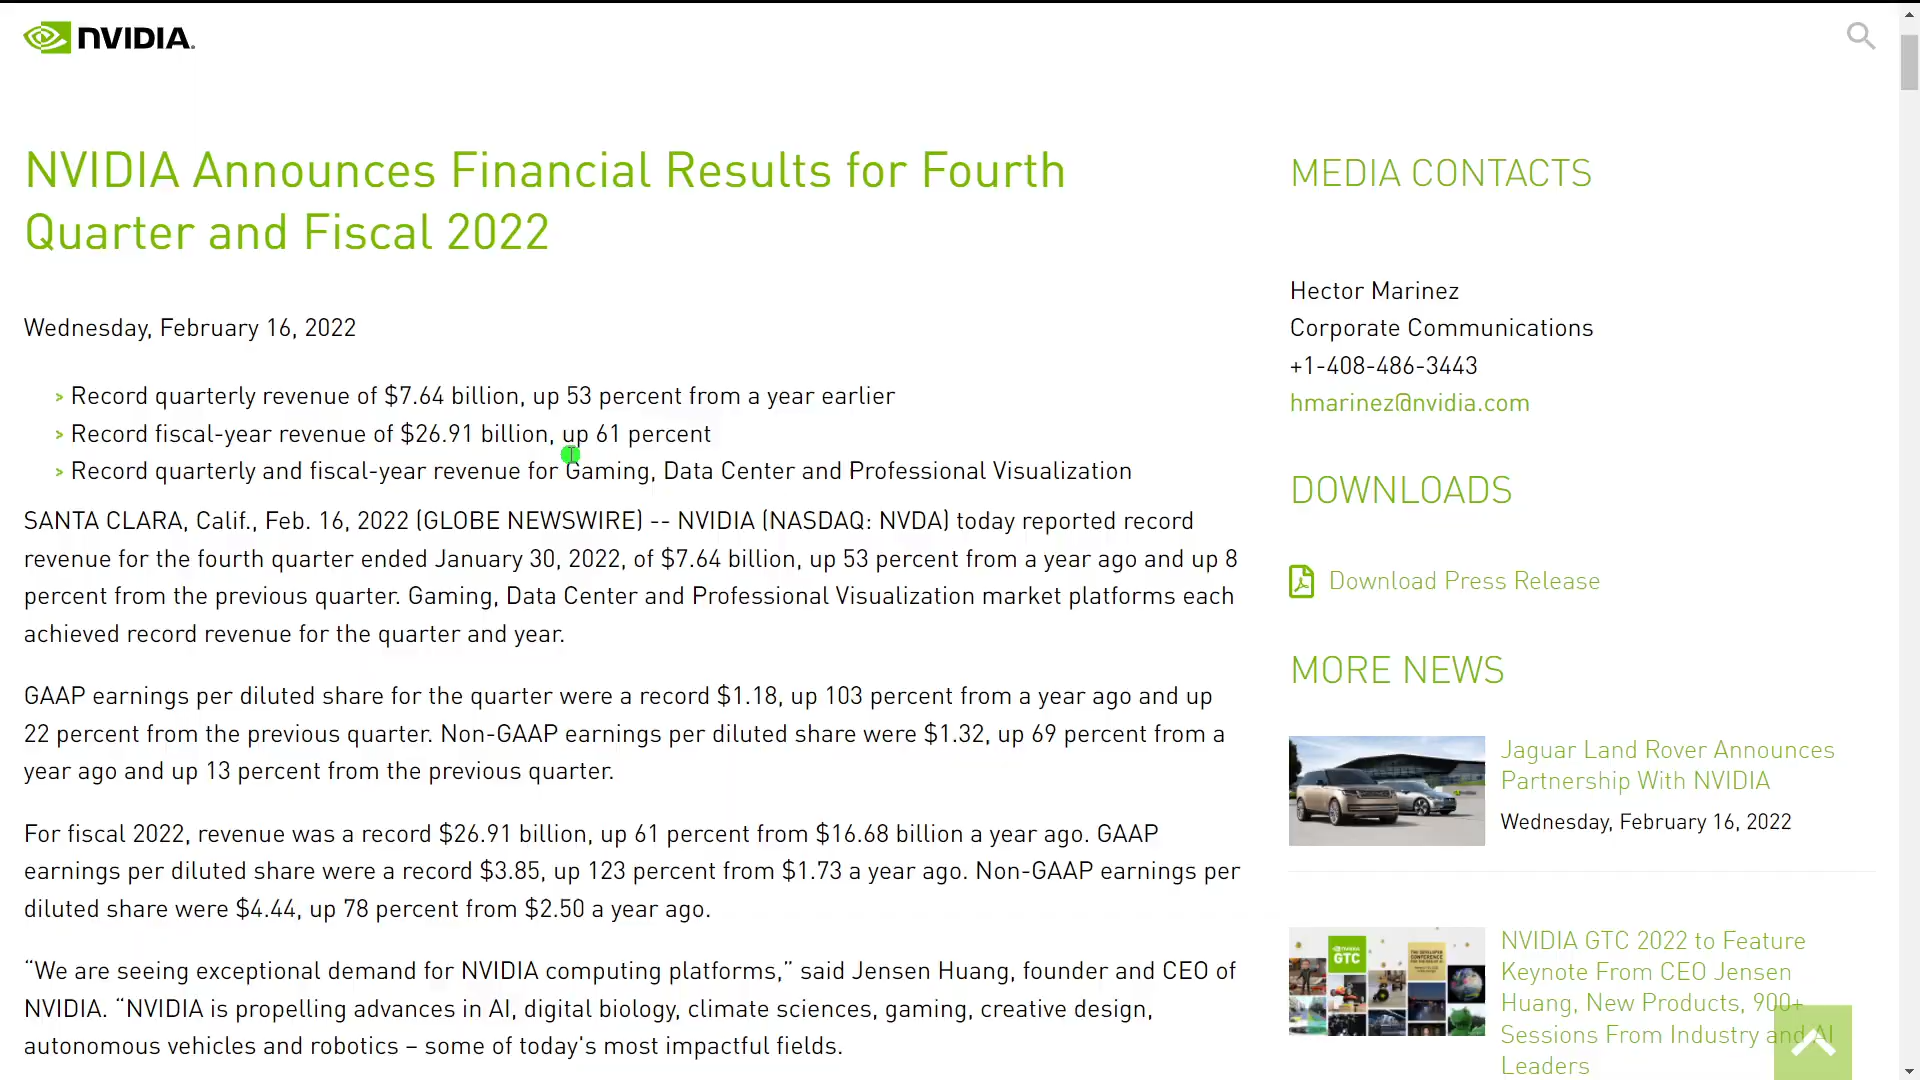 NVIDIA.
NVIDIA Announces Financial Results for Fourth
Quarter and Fiscal 2022
Wednesday, February 16, 2022
> Record quarterly revenue of $7.64 billion, up 53 percent from a year earlier
> Record fiscal-year revenue of $26.91 billion, up 61 percent
> Record quarterly and fiscal-year revenue for Gaming, Data Center and Professional Visualization
SANTA CLARA, Calif., Feb. 16, 2022 (GLOBE NEWSWIRE) -- NVIDIA (NASDAQ: NVDA) today reported record
revenue for the fourth quarter ended January 30, 2022, of $7.64 billion, up 53 percent from a year ago and up 8
percent from the previous quarter. Gaming, Data Center and Professional Visualization market platforms each
achieved record revenue for the quarter and year.
GAAP earnings per diluted share for the quarter were a record $1.18, up 103 percent from a year ago and up
22 percent from the previous quarter. Non-GAAP earnings per diluted share were $1.32, up 69 percent from a
year ago and up 13 percent from the previous quarter.
For fiscal 2022, revenue was a record $26.91 billion, up 61 percent from $16.68 billion a year ago. GAAP
earnings per diluted share were a record $3.85, up 123 percent from $1.73 a year ago. Non-GAAP earnings per
diluted share were $4.44, up 78 percent from $2.50 a year ago.
“We are seeing exceptional demand for NVIDIA computing platforms,” said Jensen Huang, founder and CEO of
NVIDIA. “NVIDIA is propelling advances in AI, digital biology, climate sciences, gaming, creative design,
autonomous vehicles and robotics – some of today's most impactful fields.
MEDIA CONTACTS
Hector Marinez
Corporate Communications
+1-408-486-3443
hmarinez@nvidia.com
DOWNLOADS
Download Press Release
MORE NEWS
Jaguar Land Rover Announces
Partnership With NVIDIA
Wednesday, February 16, 2022
GTC
NVIDIA GTC 2022 to Feature
Keynote From CEO Jensen
Huang, New Products, 900+
Sessions From Industry and AI
Leaders